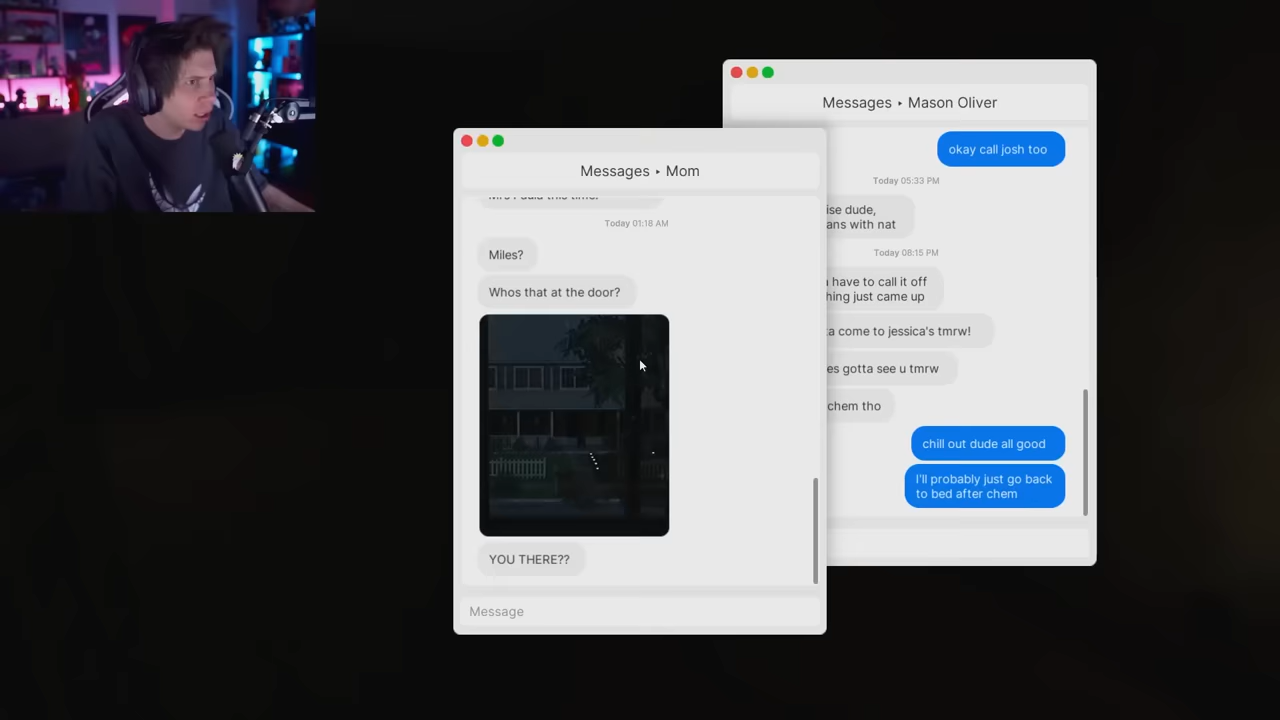 Messages ‣ Mason Oliver
okay call josh too
Today 05:33 PM
ise dude,
ans with nat
Today 08:15 PM
have to call it off
hing just came up
a come to jessica's tmrw!
es gotta see u tmrw
chem tho
chill out dude all good
I'll probably just go back
to bed after chem
Messages ‣ Mom
Today 01:18 AM
Miles?
Whos that at the door?
YOU THERE??
Message